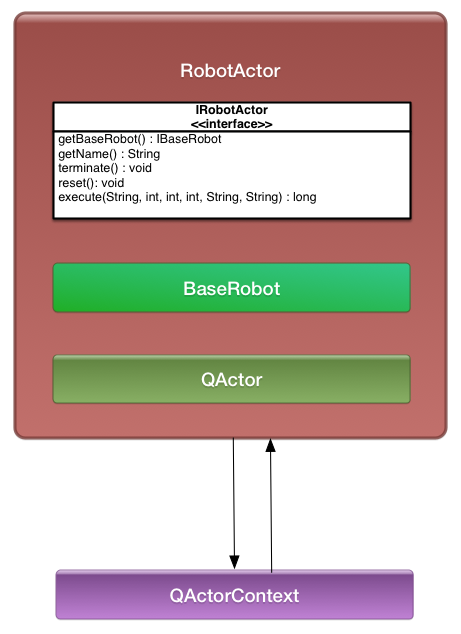 RobotActor
IRobotActor
<<interface>>
getBaseRobot() : IBaseRobot
getName() : String
terminate() : void
reset(): void
execute(String, int, int, int, String, String) : long
BaseRobot
QActor
QActorContext